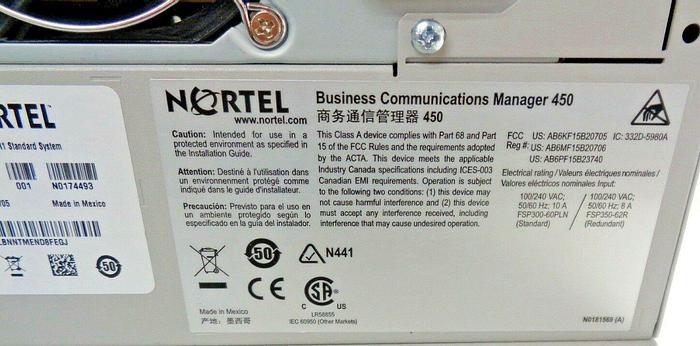 RTEL
Standard System
001 N0174493
Made in Mexico
50
NORTEL
www.nortel.com
Business Communications Manager 450
商务通信管理器 450
Caution: Intended for use in a
protected environment as specified in
the Installation Guide.
Attention: Destiné à l'utilisation dans
un environnement protégé comme
indiqué dans le guide d'installateur.
Precaución: Previsto para el uso en
un ambiente protegido según lo
especificado en la guía del instalador.
This Class A device complies with Part 68 and Part
15 of the FCC Rules and the requirements adopted
by the ACTA. This device meets the applicable
Industry Canada specifications including ICES-003
Canadian EMI requirements. Operation is subject
to the following two conditions: (1) this device may
not cause harmful interference and (2) this device
must accept any interference received, including
interference that may cause undesired operation.
FCC US: AB6KF15B20705 IC: 332D-5980A
Reg #: US: AB6MF15B20706
US: AB6PF15B23740
Electrical rating / Valeurs électriques nominales /
Valores eléctricos nominales Input:
100/240 VAC; / 100/240 VAC;
50/60 Hz; 10 A / 50/60 Hz; 8 A
FSP300-60PLN / FSP350-62R
(Standard) (Redundant)
50 N441
CE C SA US
LR58855
IEC 60950 (Other Markets)
Made in Mexico
产地: 墨西哥
N0181569 (A)